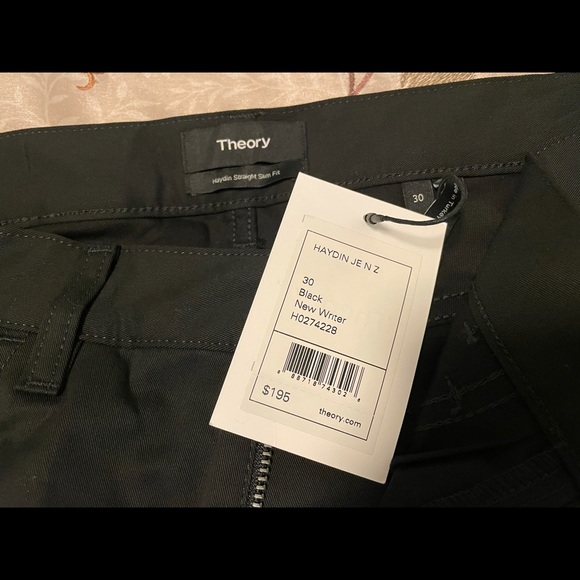 Theory
Haydin Straight Slim Fit
30
HAYDIN JE N Z
30
Black
New Writer
H0274228
$195
theory.com